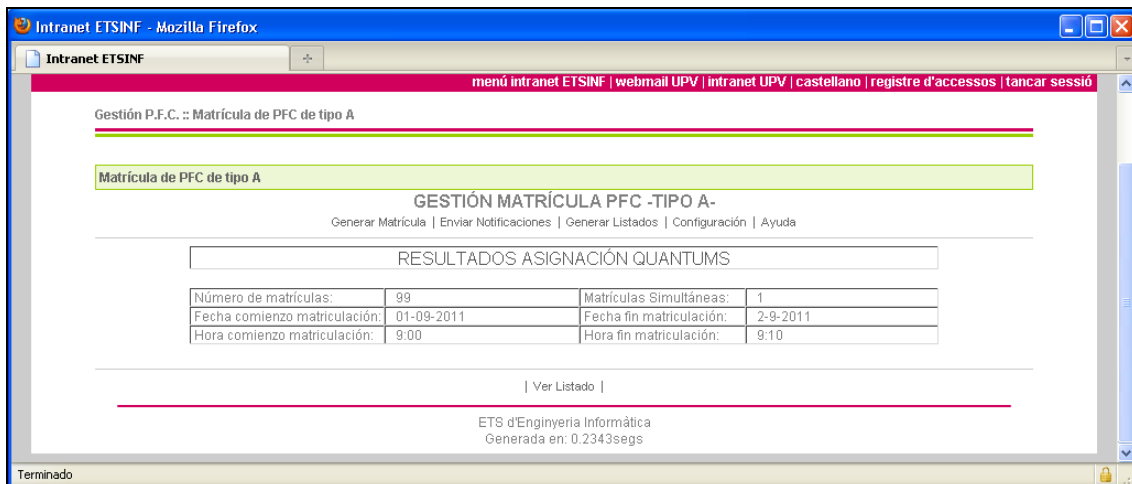 Intranet ETSINF - Mozilla Firefox
Intranet ETSINF
menú intranet ETSINF | webmail UPV | intranet UPV | castellano | registre d'accessos | tancar sessió
Gestión P.F.C. :: Matrícula de PFC de tipo A
Matrícula de PFC de tipo A
GESTIÓN MATRÍCULA PFC -TIPO A-
Generar Matrícula | Enviar Notificaciones | Generar Listados | Configuración | Ayuda
RESULTADOS ASIGNACIÓN QUANTUMS
Número de matrículas: 99 Matrículas Simultáneas: 1
Fecha comienzo matriculación: 01-09-2011 Fecha fin matriculación: 2-9-2011
Hora comienzo matriculación: 9:00 Hora fin matriculación: 9:10
| Ver Listado |
ETS d'Enginyeria Informàtica
Generada en: 0.2343segs
Terminado